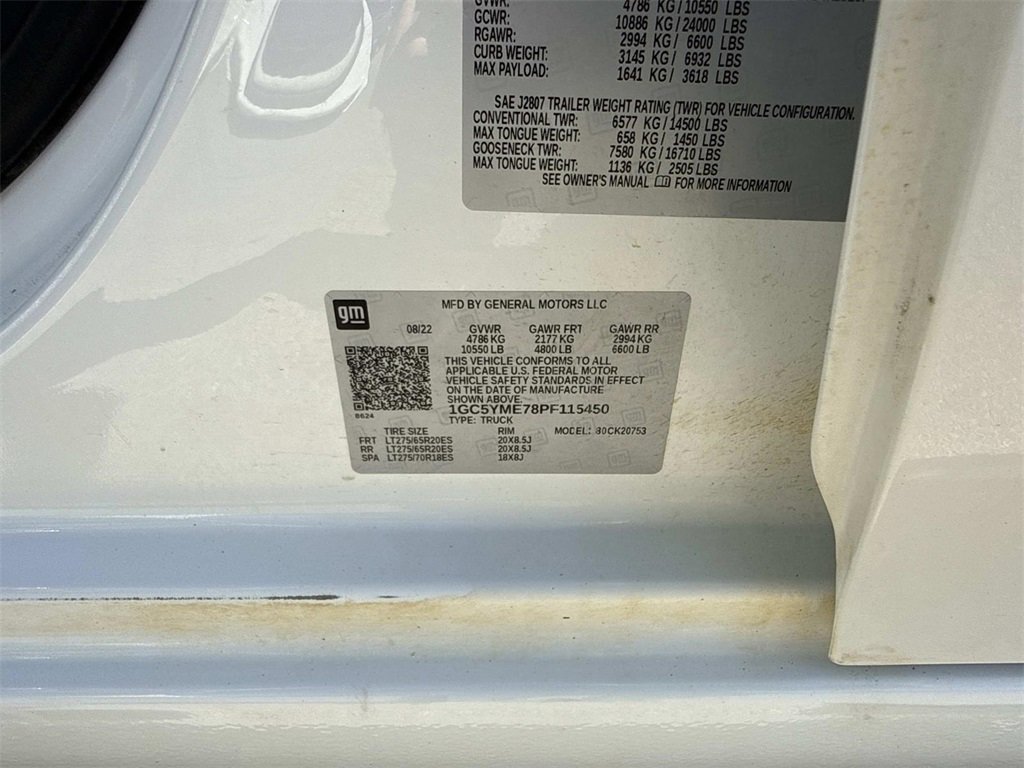 GVWR: 4786 KG/10550 LBS
GCWR: 10886 KG/24000 LBS
RGAWR: 2994 KG/ 6600 LBS
CURB WEIGHT: 3145 KG/ 6932 LBS
MAX PAYLOAD: 1641 KG/ 3618 LBS
SAE J2807 TRAILER WEIGHT RATING (TWR) FOR VEHICLE CONFIGURATION.
CONVENTIONAL TWR: 6577 KG/14500 LBS
MAX TONGUE WEIGHT: 658 KG/ 1450 LBS
GOOSENECK TWR: 7580 KG/16710 LBS
MAX TONGUE WEIGHT: 1136 KG/ 2505 LBS
SEE OWNER'S MANUAL FOR MORE INFORMATION
gm
MFD BY GENERAL MOTORS LLC
08/22 GVWR GAWR FRT GAWR RR
4786 KG 2177 KG 2994 KG
10550 LB 4800 LB 6600 LB
THIS VEHICLE CONFORMS TO ALL
APPLICABLE U.S. FEDERAL MOTOR
VEHICLE SAFETY STANDARDS IN EFFECT
ON THE DATE OF MANUFACTURE
SHOWN ABOVE.
1GC5YME78PF115450
8624
TYPE: TRUCK
TIRE SIZE RIM MODEL: 30CK20753
FRT LT275/65R20ES 20X8.5J
RR LT275/65R20ES 20X8.5J
SPA LT275/70R18ES 18X8J